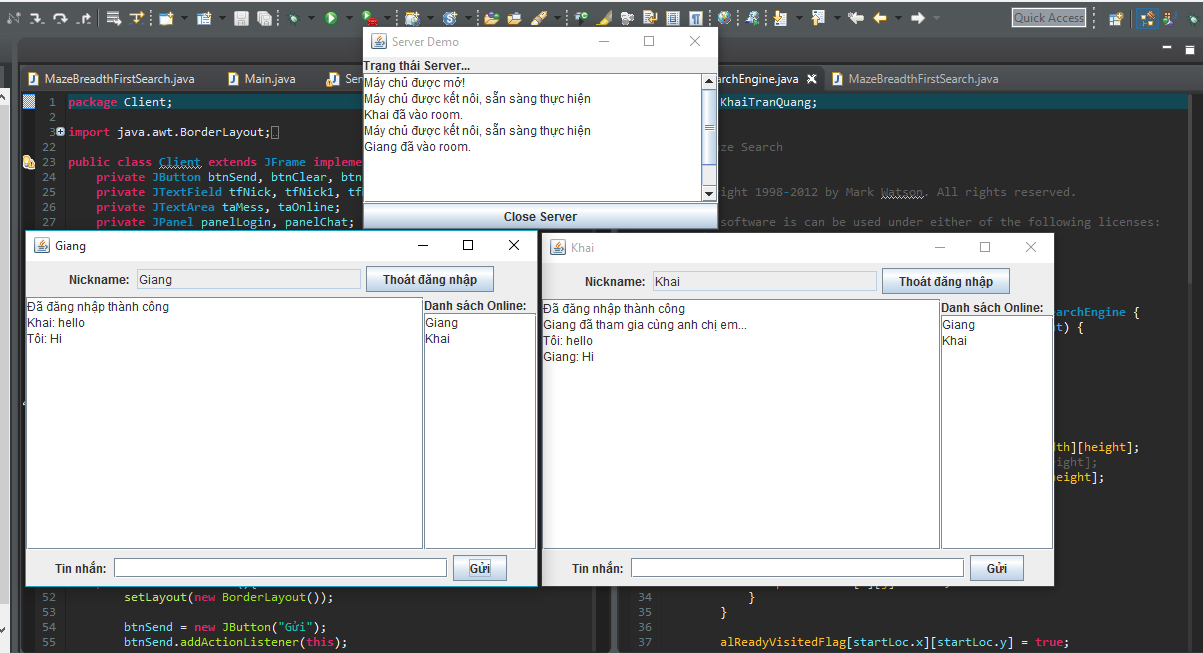 Quick Access
Server Demo
Trạng thái Server...
Máy chủ được mở!
Máy chủ được kết nối, sẵn sàng thực hiện
Khai đã vào room.
Máy chủ được kết nối, sẵn sàng thực hiện
Giang đã vào room.
Close Server
MazeBreadthFirstSearch.java
Main.java
archEngine.java
MazeBreadthFirstSearch.java
1 package Client;
2
3 import java.awt.BorderLayout;
22
23 public class Client extends JFrame impleme
24 private JButton btnSend, btnClear, btn
25 private JTextField tfNick, tfNick1, tf
26 private JTextArea taMess, taOnline;
27 private JPanel panelLogin, panelChat;
KhaiTranQuang;
ze Search
ight 1998-2012 by Mark Watson. All rights reserved.
software is can be used under either of the following licenses:
Giang
Nickname: Giang
Thoát đăng nhập
Đã đăng nhập thành công
Khai: hello
Tôi: Hi
Danh sách Online:
Giang
Khai
Tin nhắn:
Gửi
Khai
Nickname: Khai
Thoát đăng nhập
Đã đăng nhập thành công
Giang đã tham gia cùng anh chị em...
Tôi: hello
Giang: Hi
Danh sách Online:
Giang
Khai
Tin nhắn:
Gửi
archEngine {
t) {
th][height];
ight];
eight];
52 setLayout(new BorderLayout());
53
54 btnSend = new JButton("Gửi");
55 btnSend.addActionListener(this);
34 }
35 }
36
37 alReadyVisitedFlag[startLoc.x][startLoc.y] = true;